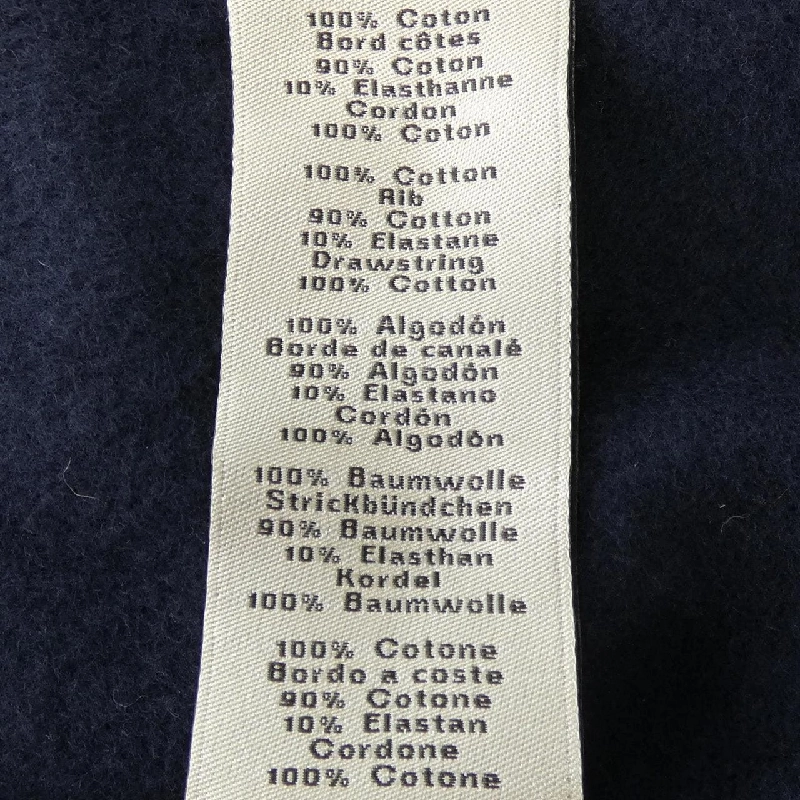 100% Coton
Bord côtes
90% Coton
10% Elasthanne
Cordon
100% Coton
100% Cotton
Rib
90% Cotton
10% Elastane
Drawstring
100% Cotton
100% Algodón
Borde de canalé
90% Algodón
10% Elastano
Cordón
100% Algodón
100% Baumwolle
Strickbündchen
90% Baumwolle
10% Elasthan
Kordel
100% Baumwolle
100% Cotone
Bordo a coste
90% Cotone
10% Elastan
Cordone
100% Cotone